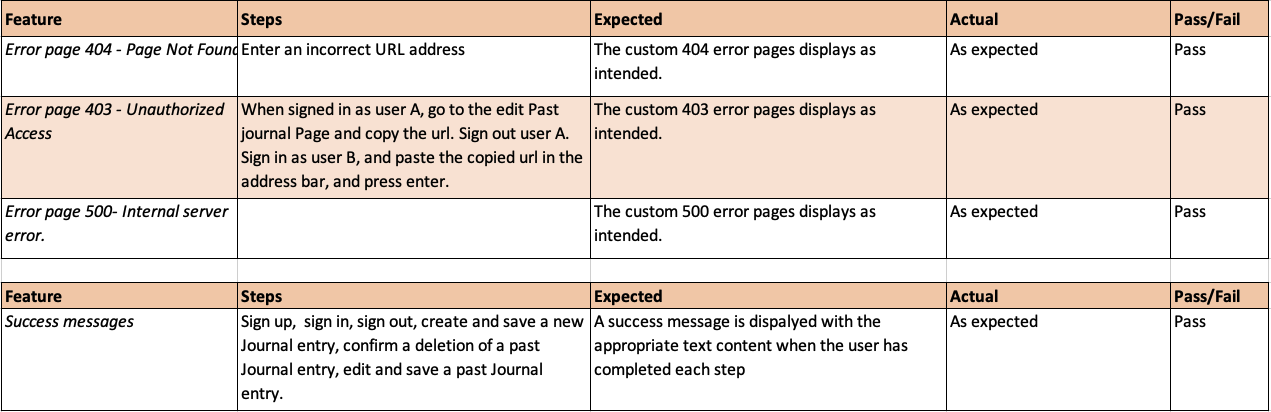 Feature Steps Expected Actual Pass/Fail
Error page 404 - Page Not Found Enter an incorrect URL address The custom 404 error pages displays as As expected Pass
intended.
Error page 403 - Unauthorized When signed in as user A, go to the edit Past The custom 403 error pages displays as As expected Pass
Access journal Page and copy the url. Sign out user A. intended.
Sign in as user B, and paste the copied url in the
address bar, and press enter.
Error page 500- Internal server The custom 500 error pages displays as As expected Pass
error. intended.
Feature Steps Expected Actual Pass/Fail
Success messages Sign up,  sign in, sign out, create and save a new A success message is dispalyed with the As expected Pass
Journal entry, confirm a deletion of a past appropriate text content when the user has
Journal entry, edit and save a past Journal completed each step
entry.